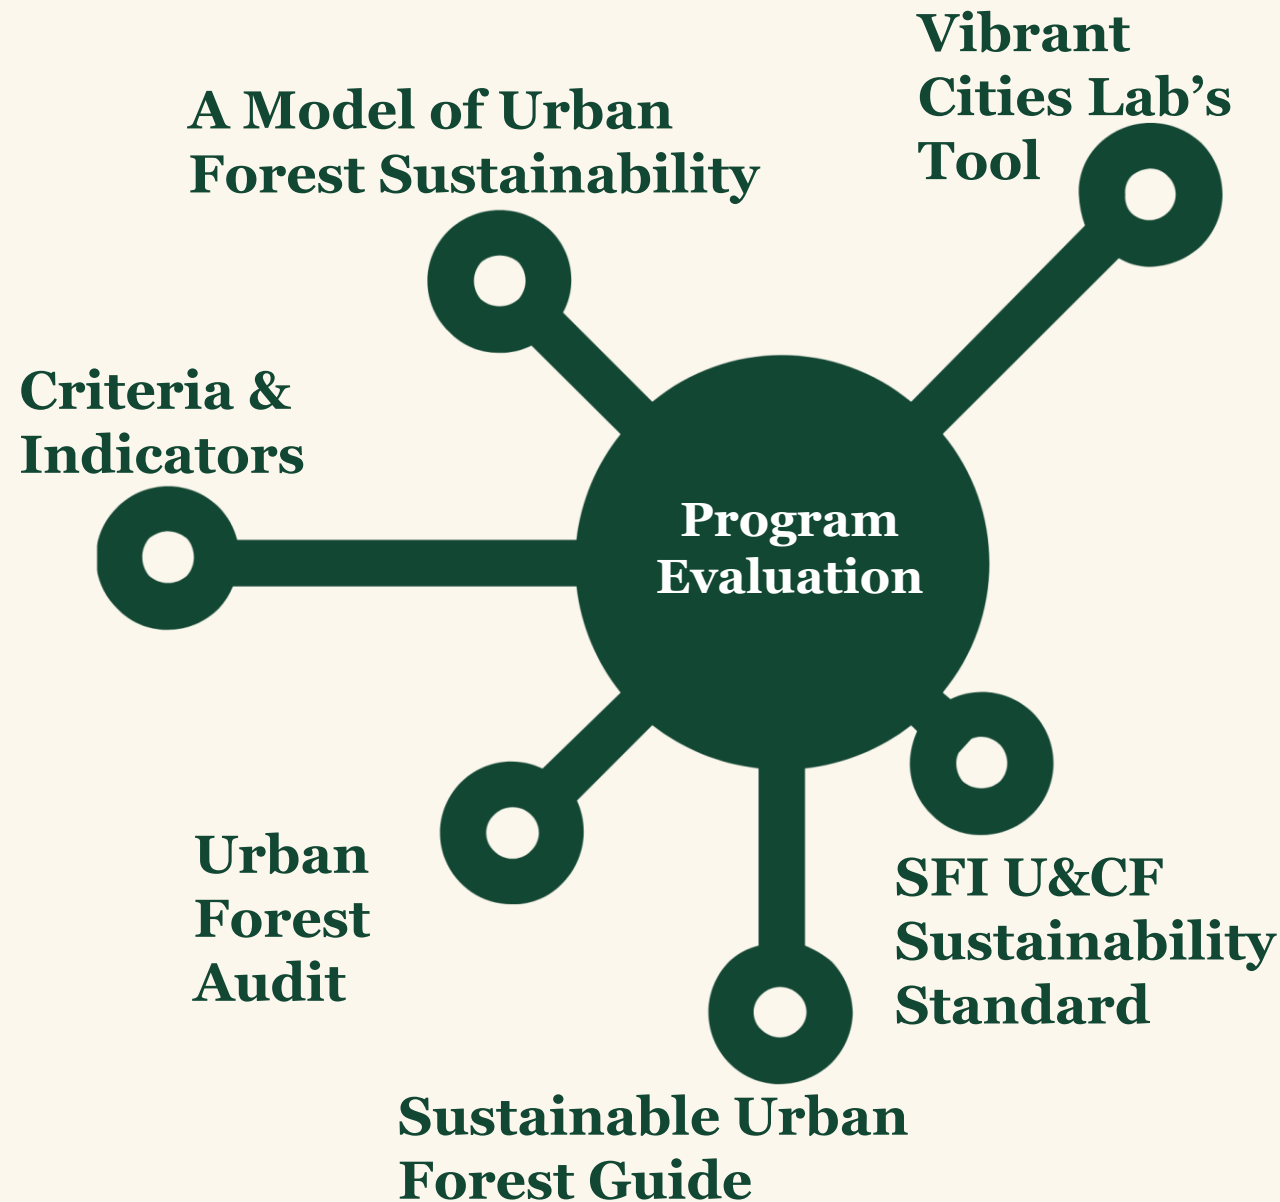 Vibrant
Cities Lab’s
Tool
A Model of Urban
Forest Sustainability
Criteria &
Indicators
Program
Evaluation
Urban
Forest
Audit
SFI U&CF
Sustainability
Standard
Sustainable Urban
Forest Guide